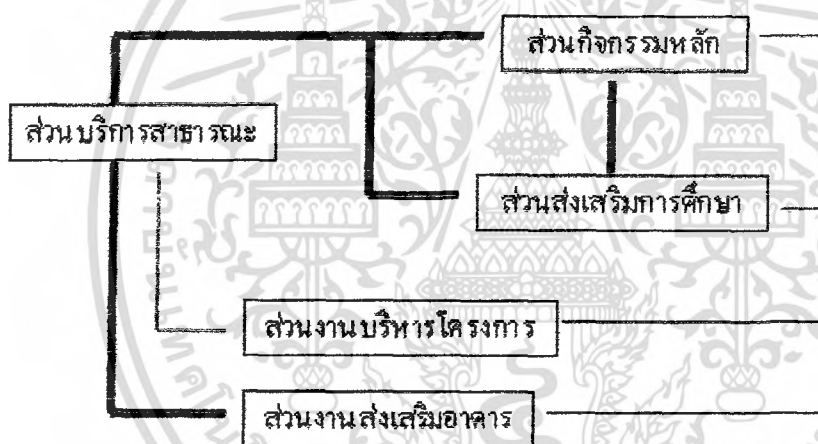 ส่วนกิจกรรมหลัก
ส่วนบริการสาธารณะ
ส่วนส่งเสริมการศึกษา
ส่วนงานบริหารโครงการ
ส่วนงานส่งเสริมอาคาร